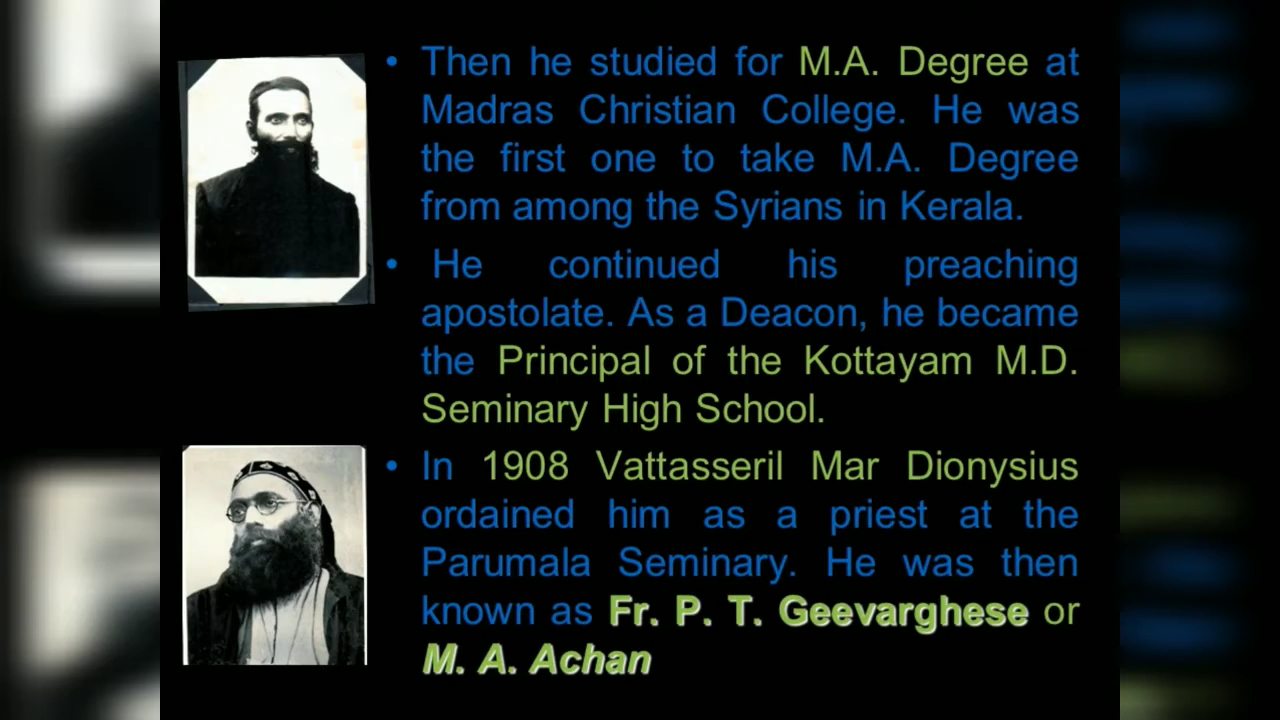 • Then he studied for M.A. Degree at
Madras Christian College. He was
the first one to take M.A. Degree
from among the Syrians in Kerala.
• He continued his preaching
apostolate. As a Deacon, he became
the Principal of the Kottayam M.D.
Seminary High School.
• In 1908 Vattasseril Mar Dionysius
ordained him as a priest at the
Parumala Seminary. He was then
known as Fr. P. T. Geevarghese or
M. A. Achan